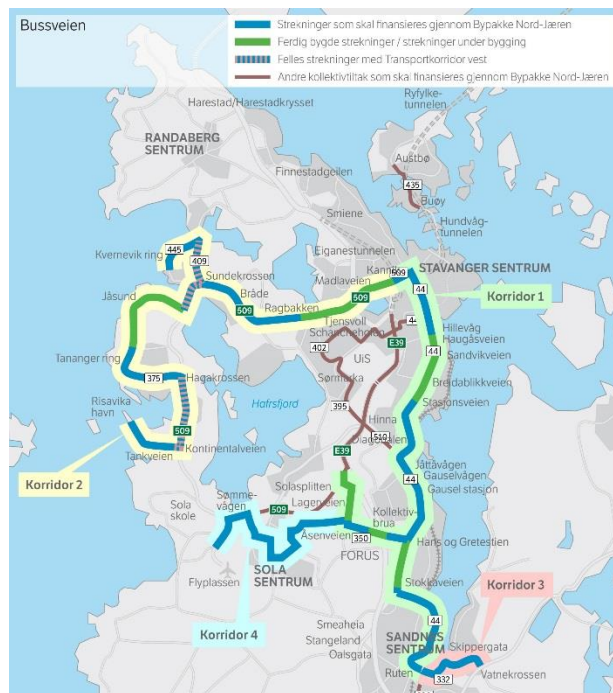 Bussveien
Strekninger som skal finansieres gjennom Bypakke Nord-Jæren
Ferdig bygde strekninger / strekninger under bygging
Felles strekninger med Transportkorridor vest
Andre kollektivtiltak som skal finansieres gjennom Bypakke Nord-Jæren
Ryfylke-
tunnelen
Harestad/Harestadkrysset
RANDABERG
SENTRUM
Austbø
435
Buøy
Finnestadgeilen
Hundvåg-
tunnelen
Smiene
Kvernevik ring
445
409
Eiganestunnelen
Sundekrossen
Kannik
509
STAVANGER SENTRUM
Madlaveien
44
Korridor 1
Jåsund
Bråde
Ragbakken
509
509
Tjensvoll
Schancheholen
44
Hillevåg
Haugåsveien
402
E39
44
Sandvikveien
UiS
Tananger ring
375
Hagakrossen
Sørmarka
Breidablikkveien
Stasjonsveien
Risavika
havn
Hafrsfjord
395
Hinna
509
Diagonalen
510
Tankveien
Kontinentalveien
E39
Jåttåvågen
Gauselvågen
Gausel stasjon
44
Korridor 2
Solasplitten
Sømme-
vågen
Lagerveien
Sola
skole
509
Kollektiv-
brua
Åsenveien
350
Hans og Gretestien
FORUS
Flyplassen
SOLA
SENTRUM
Stokkaveien
Korridor 3
Korridor 4
44
Smeaheia
Stangeland
Oalsgata
SANDNES
SENTRUM
Skippergata
Ruten
332
Vatnekrossen